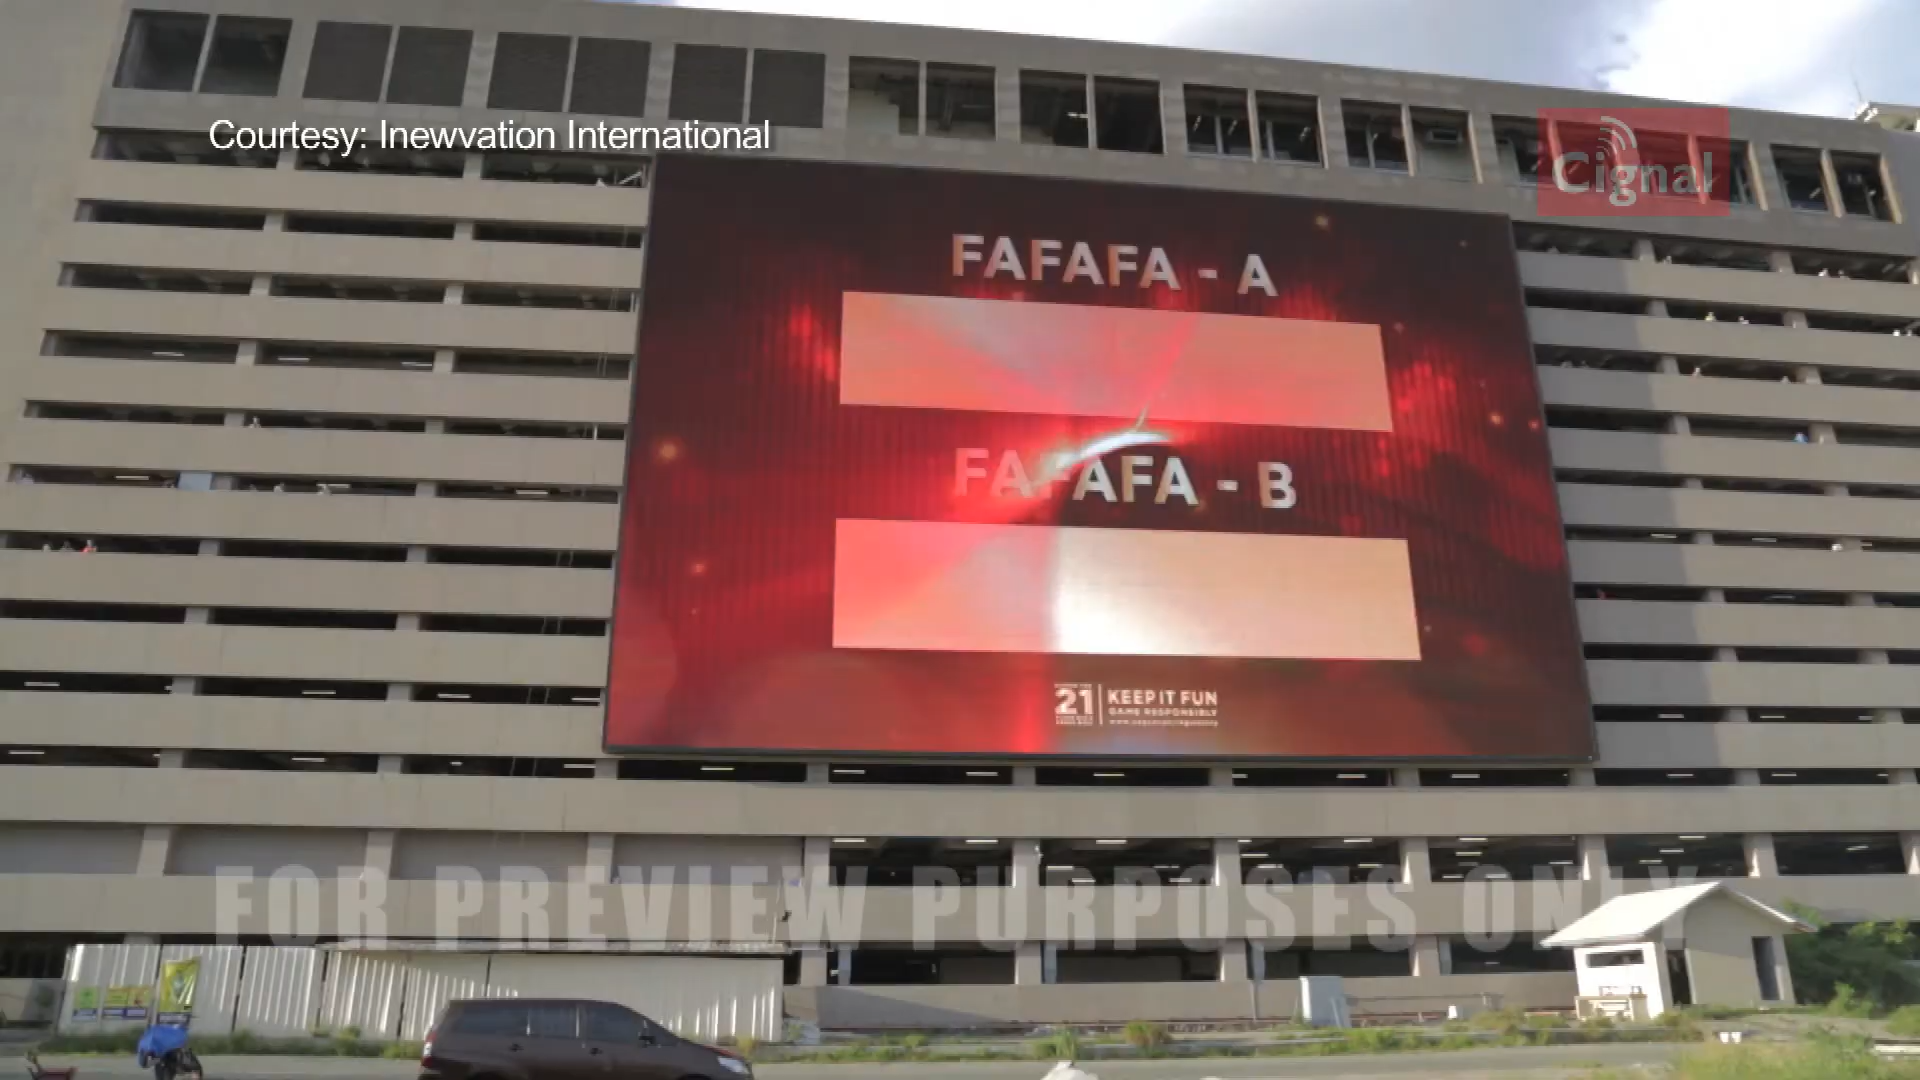 Courtesy: Inewvation International
Cignal
FAFAFA - A
FAFAFA - B
21
KEEP IT FUN
GAME RESPONSIBLY
FOR PREVIEW PURPOSES ONLY